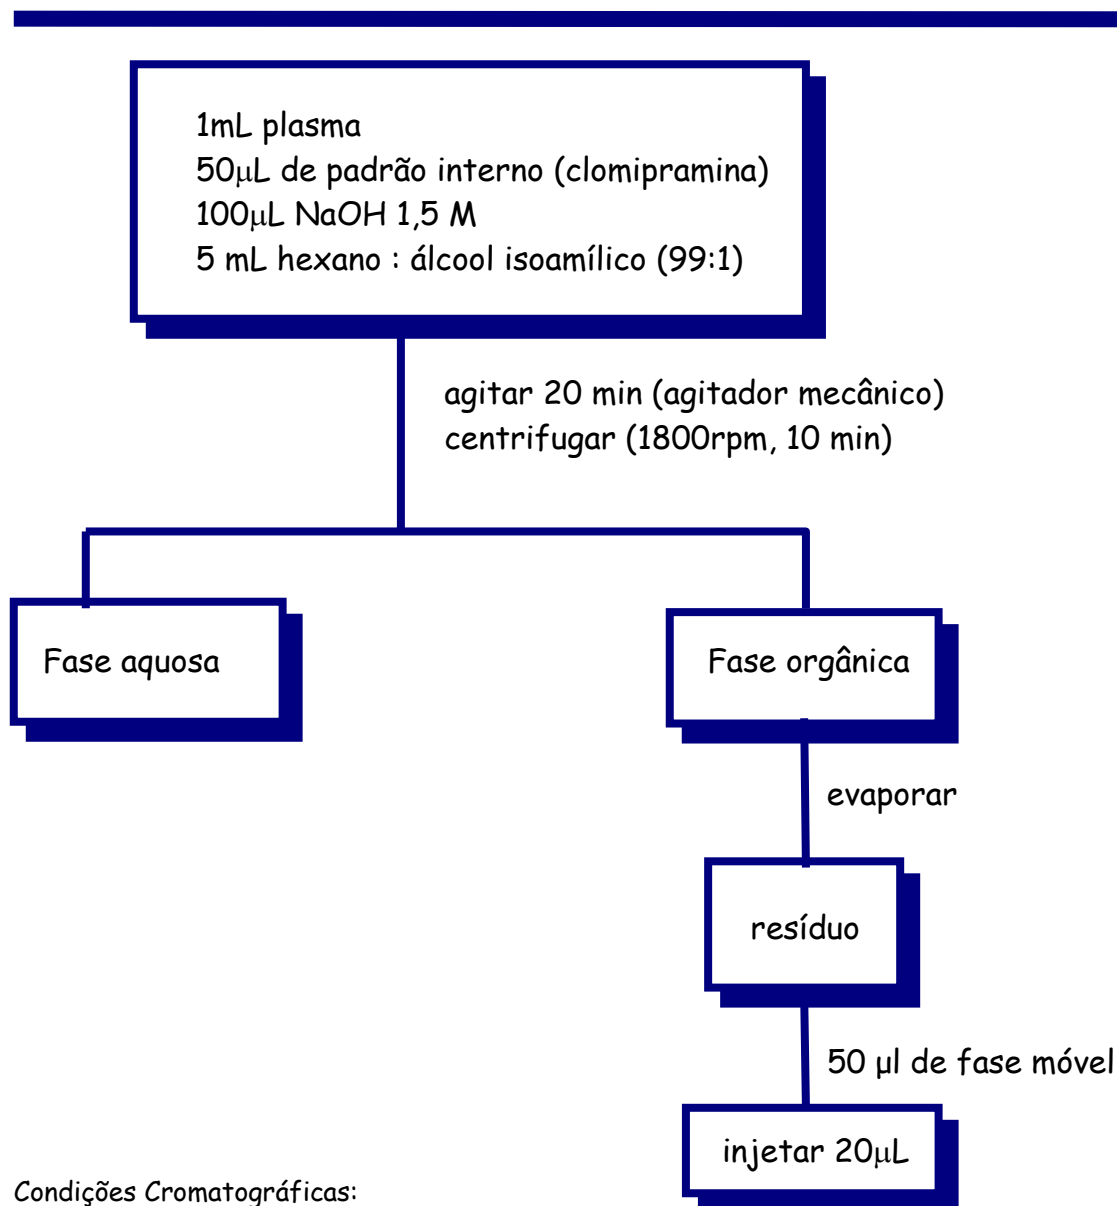 1mL plasma
50μL de padrão interno (clomipramina)
100μL NaOH 1,5 M
5 mL hexano : álcool isoamílico (99:1)
agitar 20 min (agitador mecânico)
centrifugar (1800rpm, 10 min)
Fase aquosa
Fase orgânica
evaporar
resíduo
50 μl de fase móvel
injetar 20μL
Condições Cromatográficas: